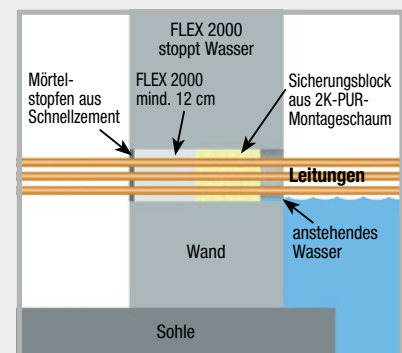 FLEX 2000
stoppt Wasser
Mörtel-
stopfen aus
Schnellzement
FLEX 2000
mind. 12 cm
Sicherungsblock
aus 2K-PUR-
Montageschaum
Leitungen
anstehendes
Wasser
Wand
Sohle